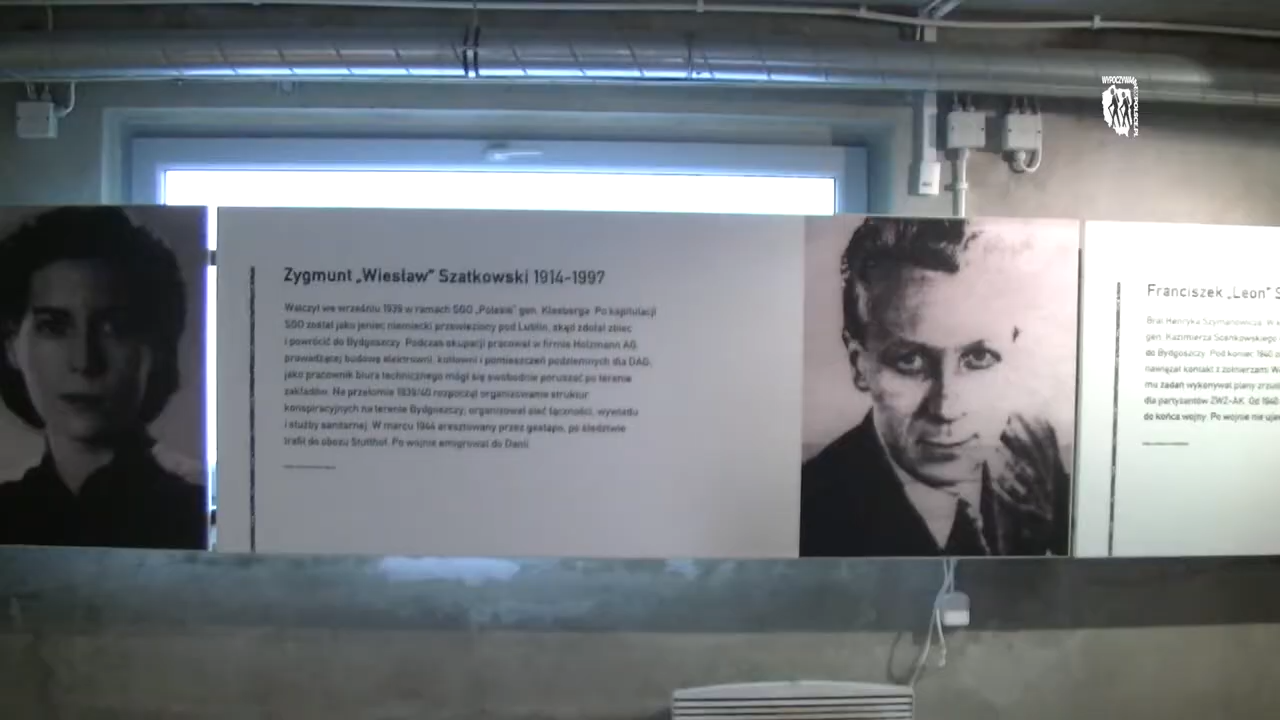 WYPOCZYWAJ
WPOLSCE.PL
Zygmunt „Wiesław” Szatkowski 1914-1997
Walczył we wrześniu 1939 w ramach SGO „Polesie” gen. Kleeberga. Po kapitulacji
SGO został jako jeniec niemiecki przewieziony pod Lublin, skąd zdołał zbiec
i powrócić do Bydgoszczy. Podczas okupacji pracował w firmie Holzmann AG,
prowadzącej budowę elektrowni, kotłowni i pomieszczeń podziemnych dla DAG,
jako pracownik biura technicznego mógł się swobodnie poruszać po terenie
zakładów. Na przełomie 1939/40 rozpoczął organizowanie struktur
konspiracyjnych na terenie Bydgoszczy; organizował sieć łączności, wywiadu
i służby sanitarnej. W marcu 1944 aresztowany przez gestapo, po śledztwie
trafił do obozu Stutthof. Po wojnie emigrował do Danii.
Franciszek „Leon” S
Brat Henryka Szymanowicza. W
gen. Kazimierza Sosnkowskiego
do Bydgoszczy. Pod koniec 1940
nawiązał kontakt z żołnierzami
mu zadań wykonywał plany
dla partyzantów ZWZ-AK. Od 1940
do końca wojny. Po wojnie nie